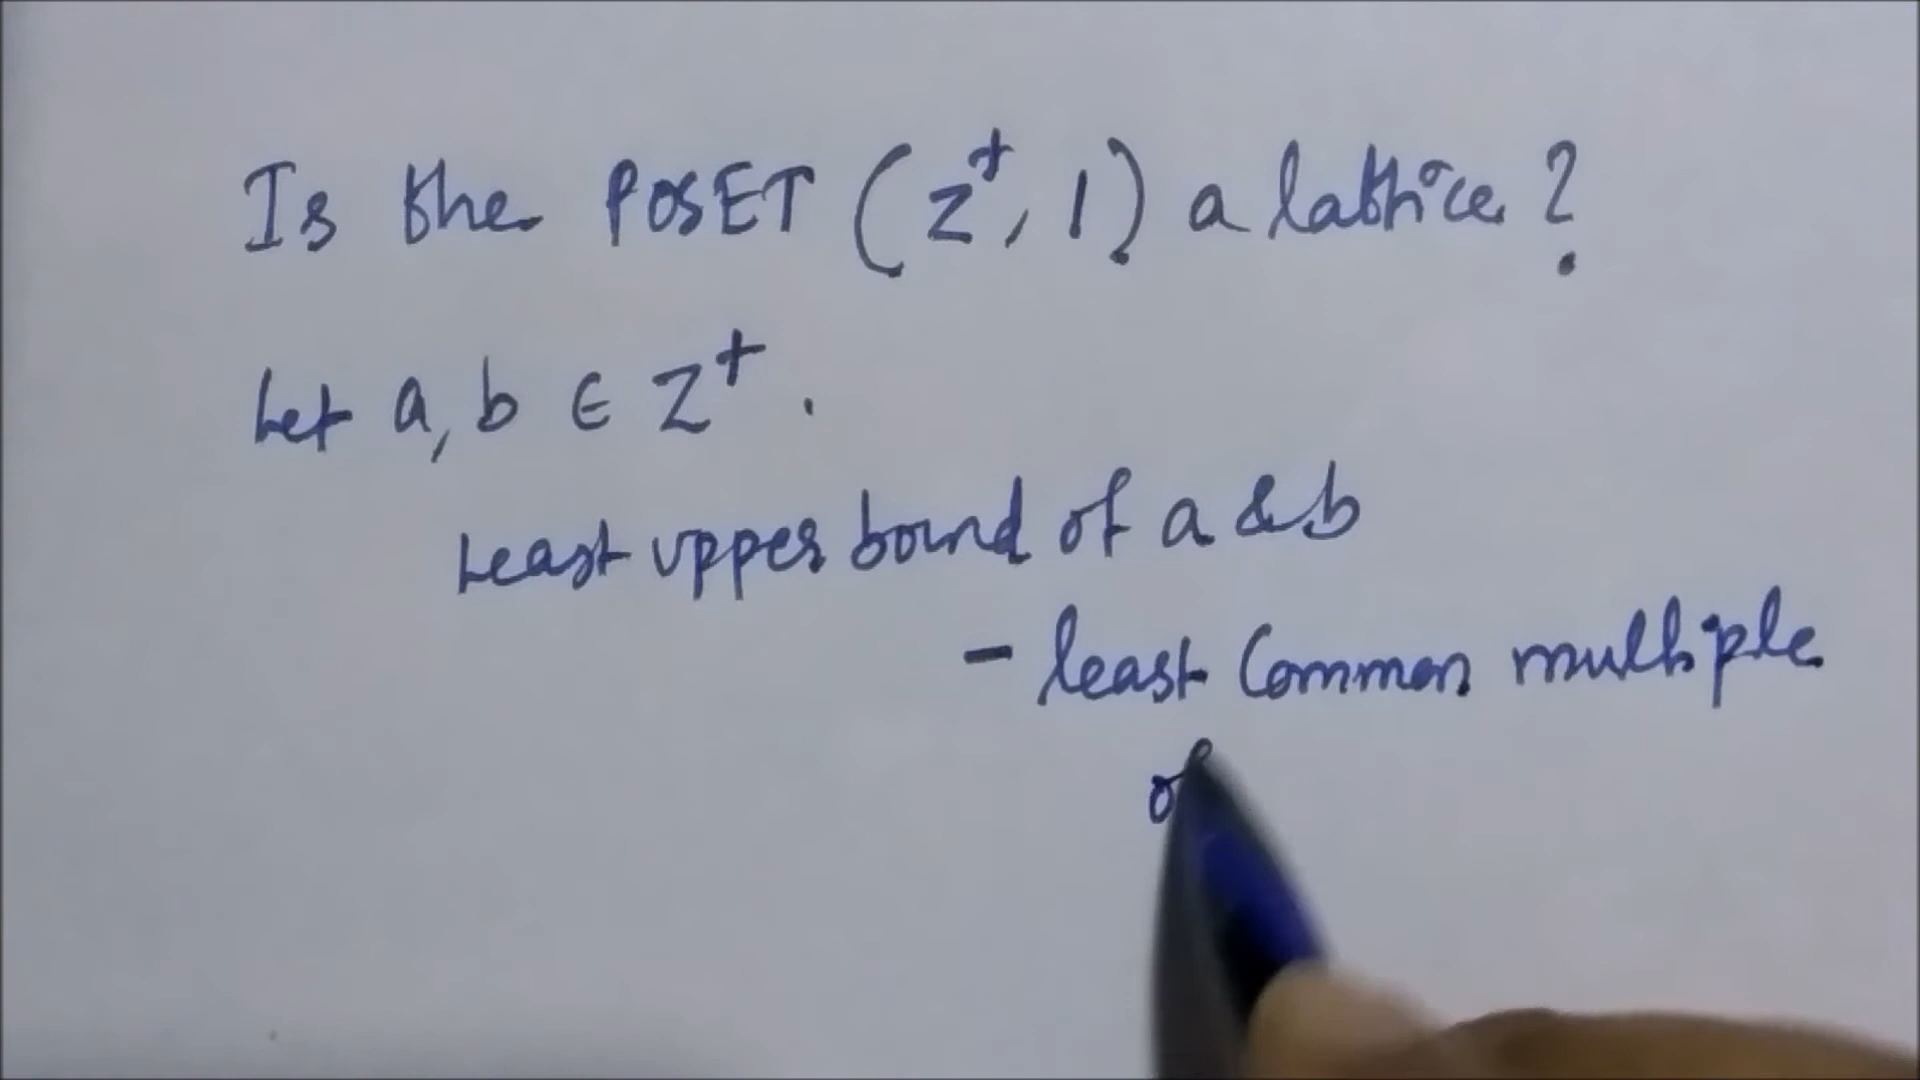 Is the POSET (Z⁺, |) a lattice?
Let a, b ∈ Z⁺.
Least upper bound of a & b
- least Common multiple
of